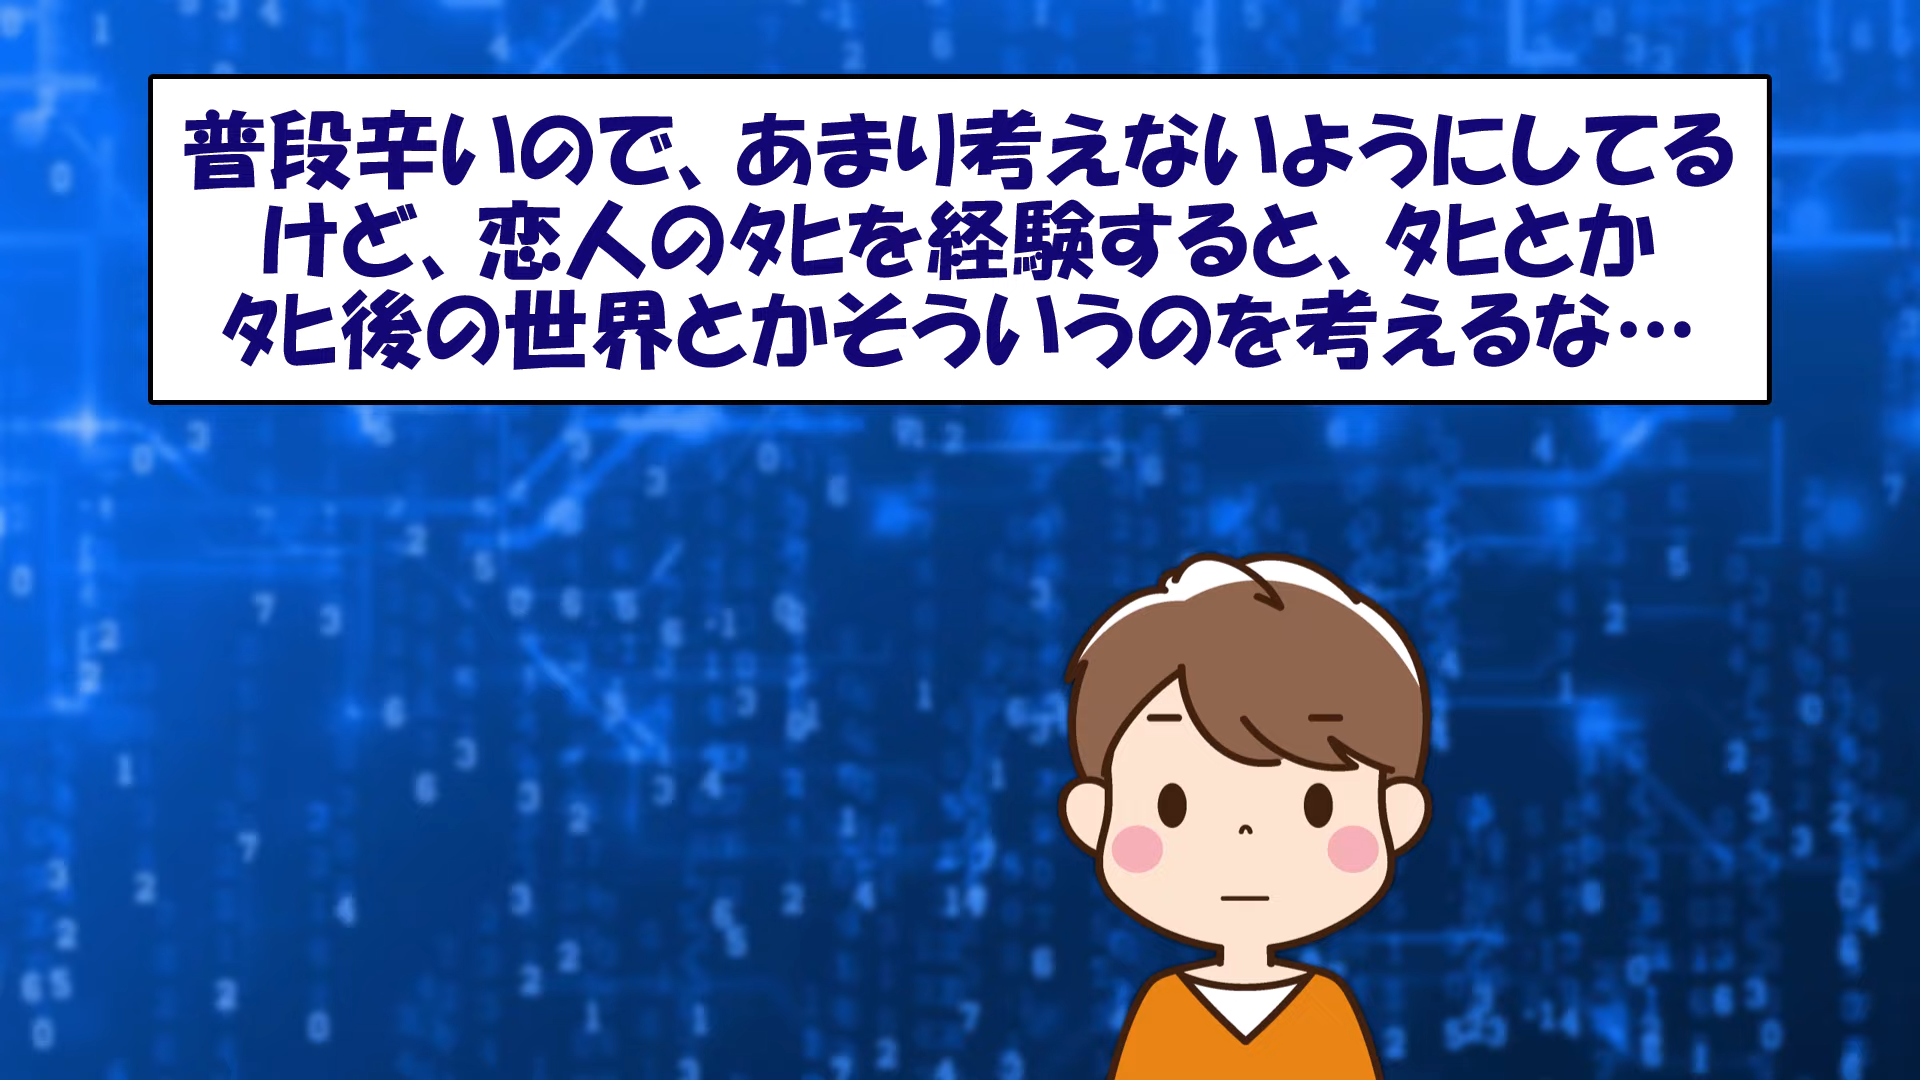 普段辛いので、あまり考えないようにしてる
けど、恋人のﾀﾋを経験すると、ﾀﾋとか
ﾀﾋ後の世界とかそういうのを考えるな…